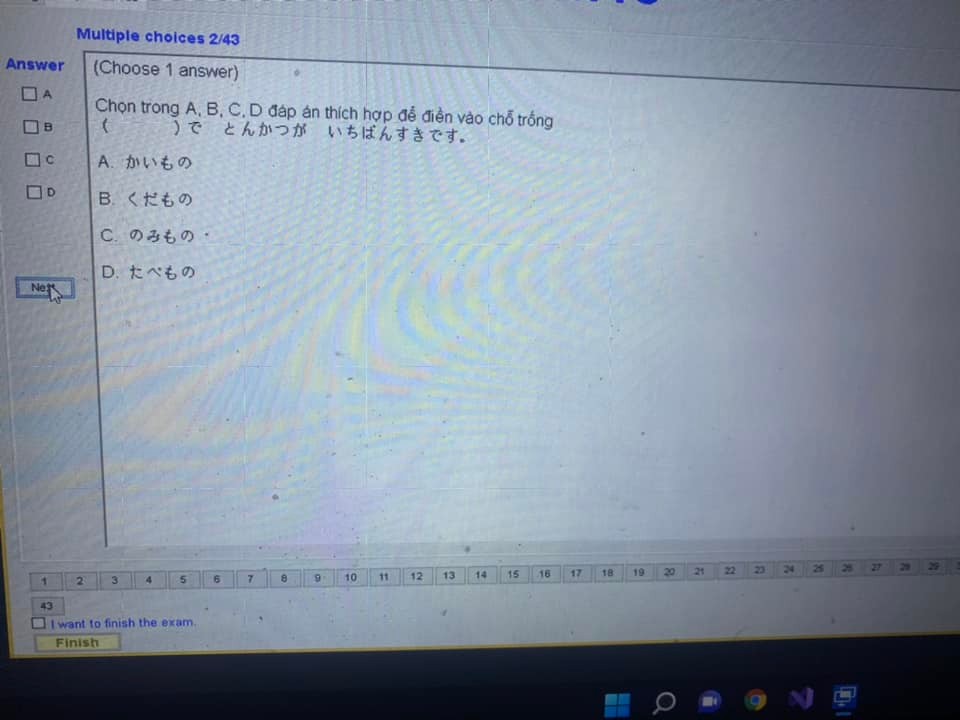 Multiple choices 2/43
Answer
A
B
C
D
(Choose 1 answer)
Chọn trong A, B, C, D đáp án thích hợp để điền vào chỗ trống
(　　　)で　とんかつが　いちばんすきです。
A. かいもの
B. くだもの
C. のみもの
D. たべもの
1 2 3 4 5 6 7 8 9 10 11 12 13 14 15 16 17 18 19 20 21 22 23 24 25 26 27 28 29
43
I want to finish the exam.
Finish